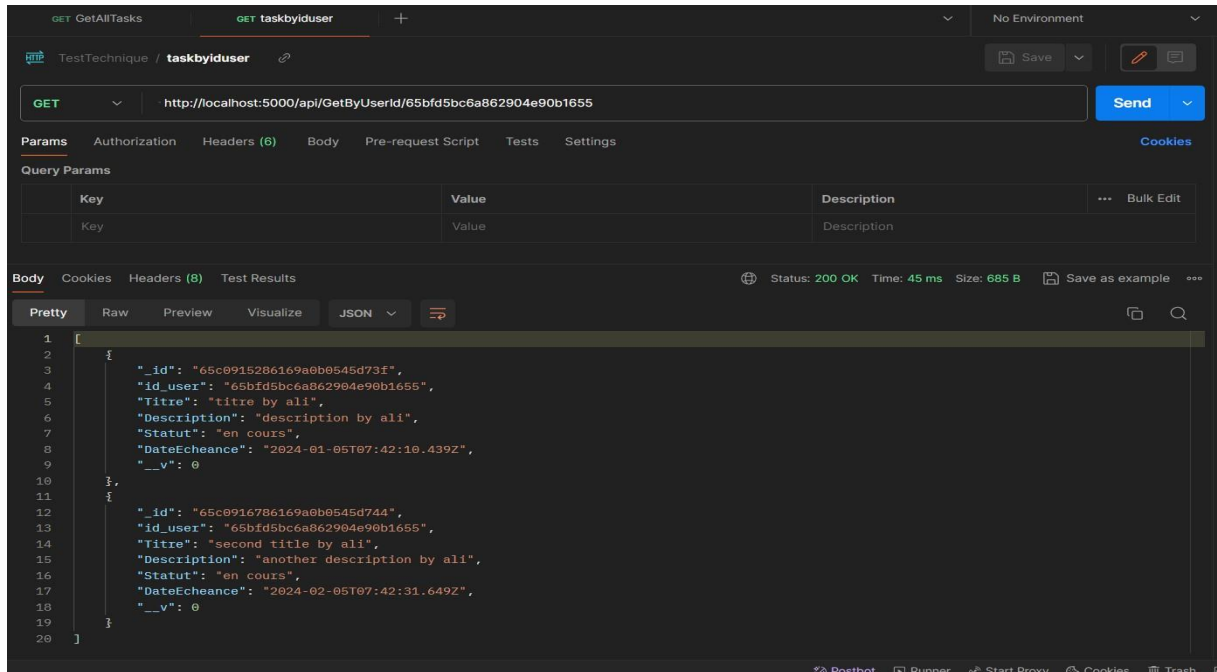 GET GetAllTasks GET taskbyiduser + No Environment
HTTP TestTechnique / taskbyiduser Save
GET http://localhost:5000/api/GetByUserId/65bfd5bc6a862904e90b1655 Send
Params Authorization Headers (6) Body Pre-request Script Tests Settings Cookies
Query Params
Key Value Description ••• Bulk Edit
Key Value Description
Body Cookies Headers (8) Test Results Status: 200 OK Time: 45 ms Size: 685 B Save as example
Pretty Raw Preview Visualize JSON
1 [
2 {
3 "_id": "65c0915286169a0b0545d73f",
4 "id_user": "65bfd5bc6a862904e90b1655",
5 "Titre": "titre by ali",
6 "Description": "description by ali",
7 "Statut": "en cours",
8 "DateEcheance": "2024-01-05T07:42:10.439Z",
9 "__v": 0
10 },
11 {
12 "_id": "65c0916786169a0b0545d744",
13 "id_user": "65bfd5bc6a862904e90b1655",
14 "Titre": "second title by ali",
15 "Description": "another description by ali",
16 "Statut": "en cours",
17 "DateEcheance": "2024-02-05T07:42:31.649Z",
18 "__v": 0
19 }
20 ]
Postbot Runner Start Proxy Cookies Trash